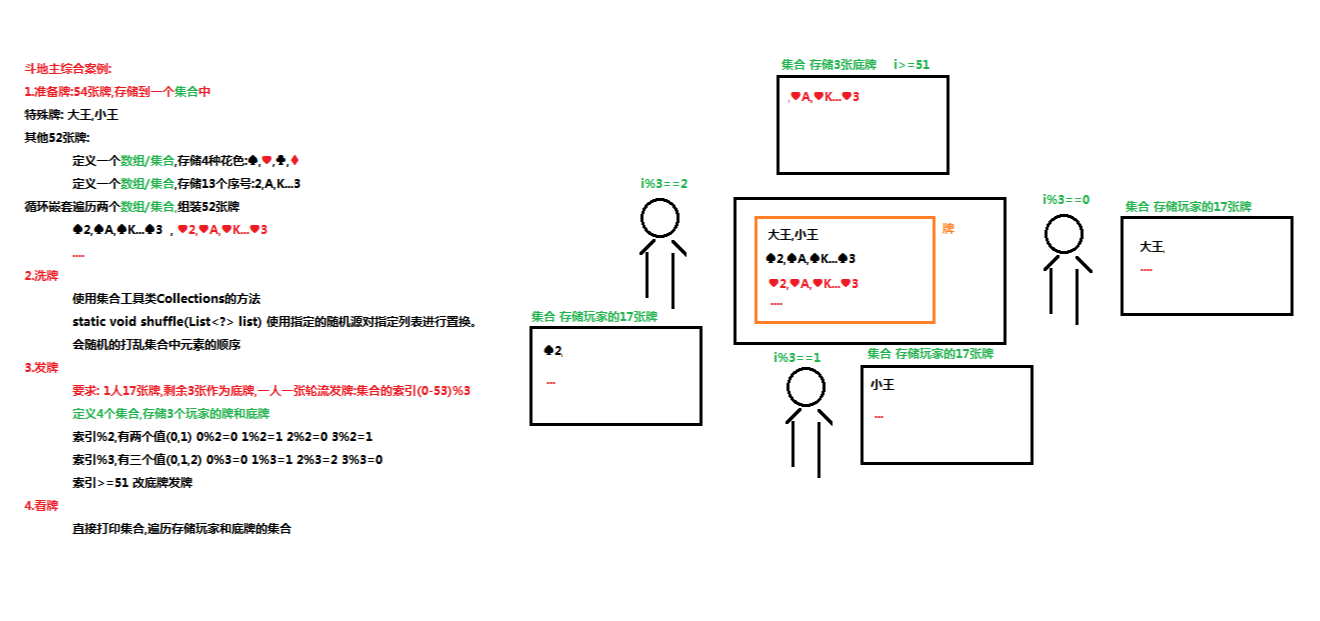 斗地主综合案例:
1.准备牌:54张牌,存储到一个集合中
特殊牌: 大王,小王
其他52张牌:
定义一个数组/集合,存储4种花色:♠,♥,♣,♦
定义一个数组/集合,存储13个序号:2,A,K...3
循环嵌套遍历两个数组/集合,组装52张牌
♠2,♠A,♠K...♠3 , ♥2,♥A,♥K...♥3
....
2.洗牌
使用集合工具类Collections的方法
static void shuffle(List<?> list) 使用指定的随机源对指定列表进行置换。
会随机的打乱集合中元素的顺序
3.发牌
要求: 1人17张牌,剩余3张作为底牌,一人一张轮流发牌:集合的索引(0-53)%3
定义4个集合,存储3个玩家的牌和底牌
索引%2,有两个值(0,1) 0%2=0 1%2=1 2%2=0 3%2=1
索引%3,有三个值(0,1,2) 0%3=0 1%3=1 2%3=2 3%3=0
索引>=51 改底牌发牌
4.看牌
直接打印集合,遍历存储玩家和底牌的集合
集合 存储3张底牌 i>=51
,♥A,♥K...♥3
i%3==2
集合 存储玩家的17张牌
♠2,
...
牌
大王,小王
♠2,♠A,♠K...♠3
♥2,♥A,♥K...♥3
....
i%3==0
集合 存储玩家的17张牌
大王,
....
i%3==1
集合 存储玩家的17张牌
小王
...